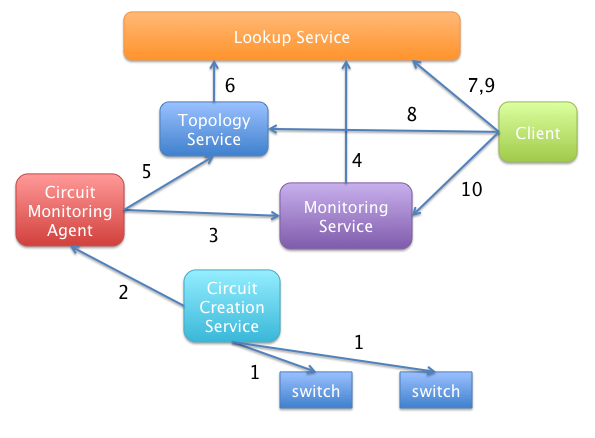 Lookup Service
6
7,9
Topology
Service
8
Client
5
4
Circuit
Monitoring
Agent
Monitoring
Service
10
3
2
Circuit
Creation
Service
1
1
switch
switch